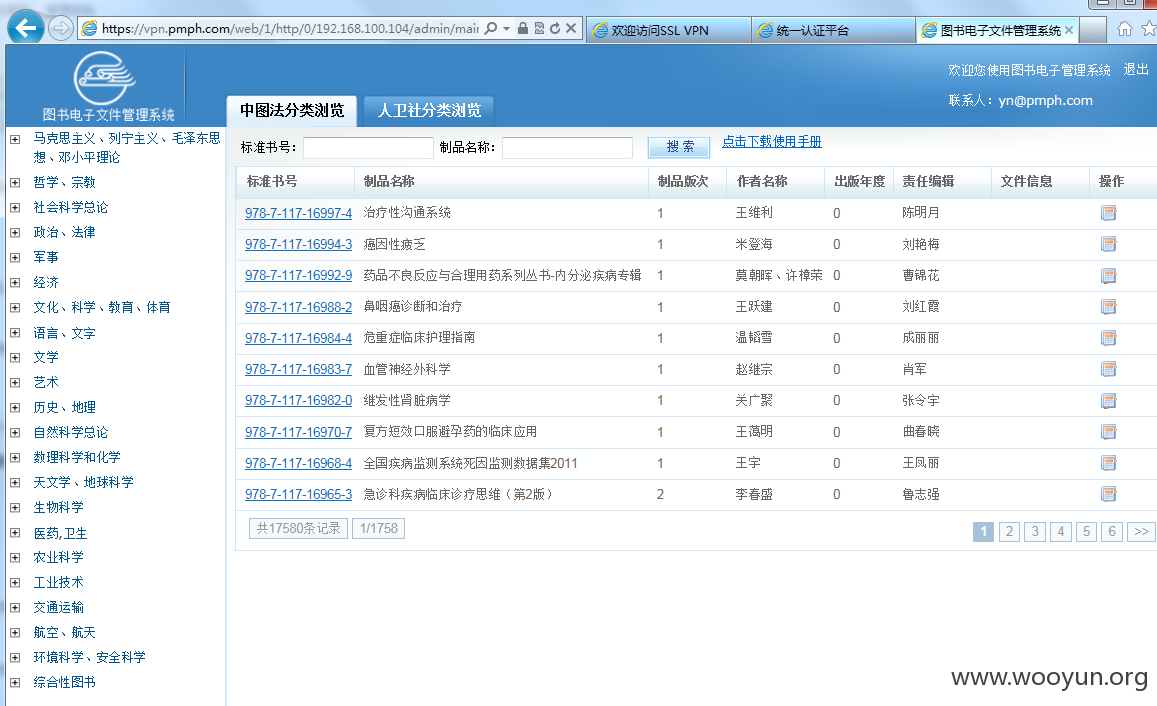 https://vpn.pmph.com/web/1/http/0/192.168.100.104/admin/mai
欢迎访问SSL VPN
统一认证平台
图书电子文件管理系统
图书电子文件管理系统
欢迎您使用图书电子管理系统 退出
联系人：yn@pmph.com
中图法分类浏览 人卫社分类浏览
标准书号： 制品名称： 搜 索 点击下载使用手册
马克思主义、列宁主义、毛泽东思
想、邓小平理论
哲学、宗教
社会科学总论
政治、法律
军事
经济
文化、科学、教育、体育
语言、文字
文学
艺术
历史、地理
自然科学总论
数理科学和化学
天文学、地球科学
生物科学
医药,卫生
农业科学
工业技术
交通运输
航空、航天
环境科学、安全科学
综合性图书
标准书号 制品名称 制品版次 作者名称 出版年度 责任编辑 文件信息 操作
978-7-117-16997-4 治疗性沟通系统 1 王维利 0 陈明月
978-7-117-16994-3 癌因性疲乏 1 米登海 0 刘艳梅
978-7-117-16992-9 药品不良反应与合理用药系列丛书-内分泌疾病专辑 1 莫朝晖、许樟荣 0 曹锦花
978-7-117-16988-2 鼻咽癌诊断和治疗 1 王跃建 0 刘红霞
978-7-117-16984-4 危重症临床护理指南 1 温韬雪 0 成丽丽
978-7-117-16983-7 血管神经外科学 1 赵继宗 0 肖军
978-7-117-16982-0 继发性肾脏病学 1 关广聚 0 张令宇
978-7-117-16970-7 复方短效口服避孕药的临床应用 1 王蔼明 0 曲春晓
978-7-117-16968-4 全国疾病监测系统死因监测数据集2011 1 王宇 0 王凤丽
978-7-117-16965-3 急诊科疾病临床诊疗思维（第2版） 2 李春盛 0 鲁志强
共17580条记录 1/1758
1 2 3 4 5 6 >>
www.wooyun.org